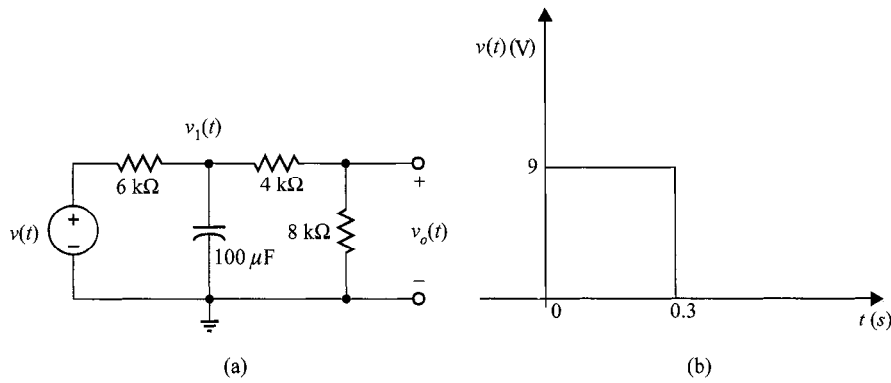 v₁(t)
6 kΩ
4 kΩ
v(t)
+
−
100 μF
8 kΩ
+
vₒ(t)
−
(a)
v(t) (V)
9
0
0.3
t (s)
(b)